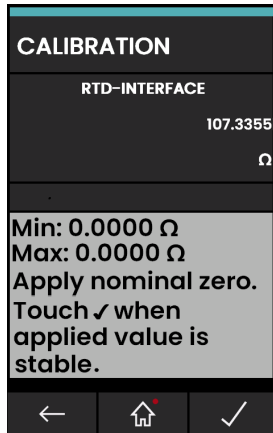 CALIBRATION
RTD-INTERFACE
107.3355
Ω
Min: 0.0000 Ω
Max: 0.0000 Ω
Apply nominal zero.
Touch ✓ when
applied value is
stable.